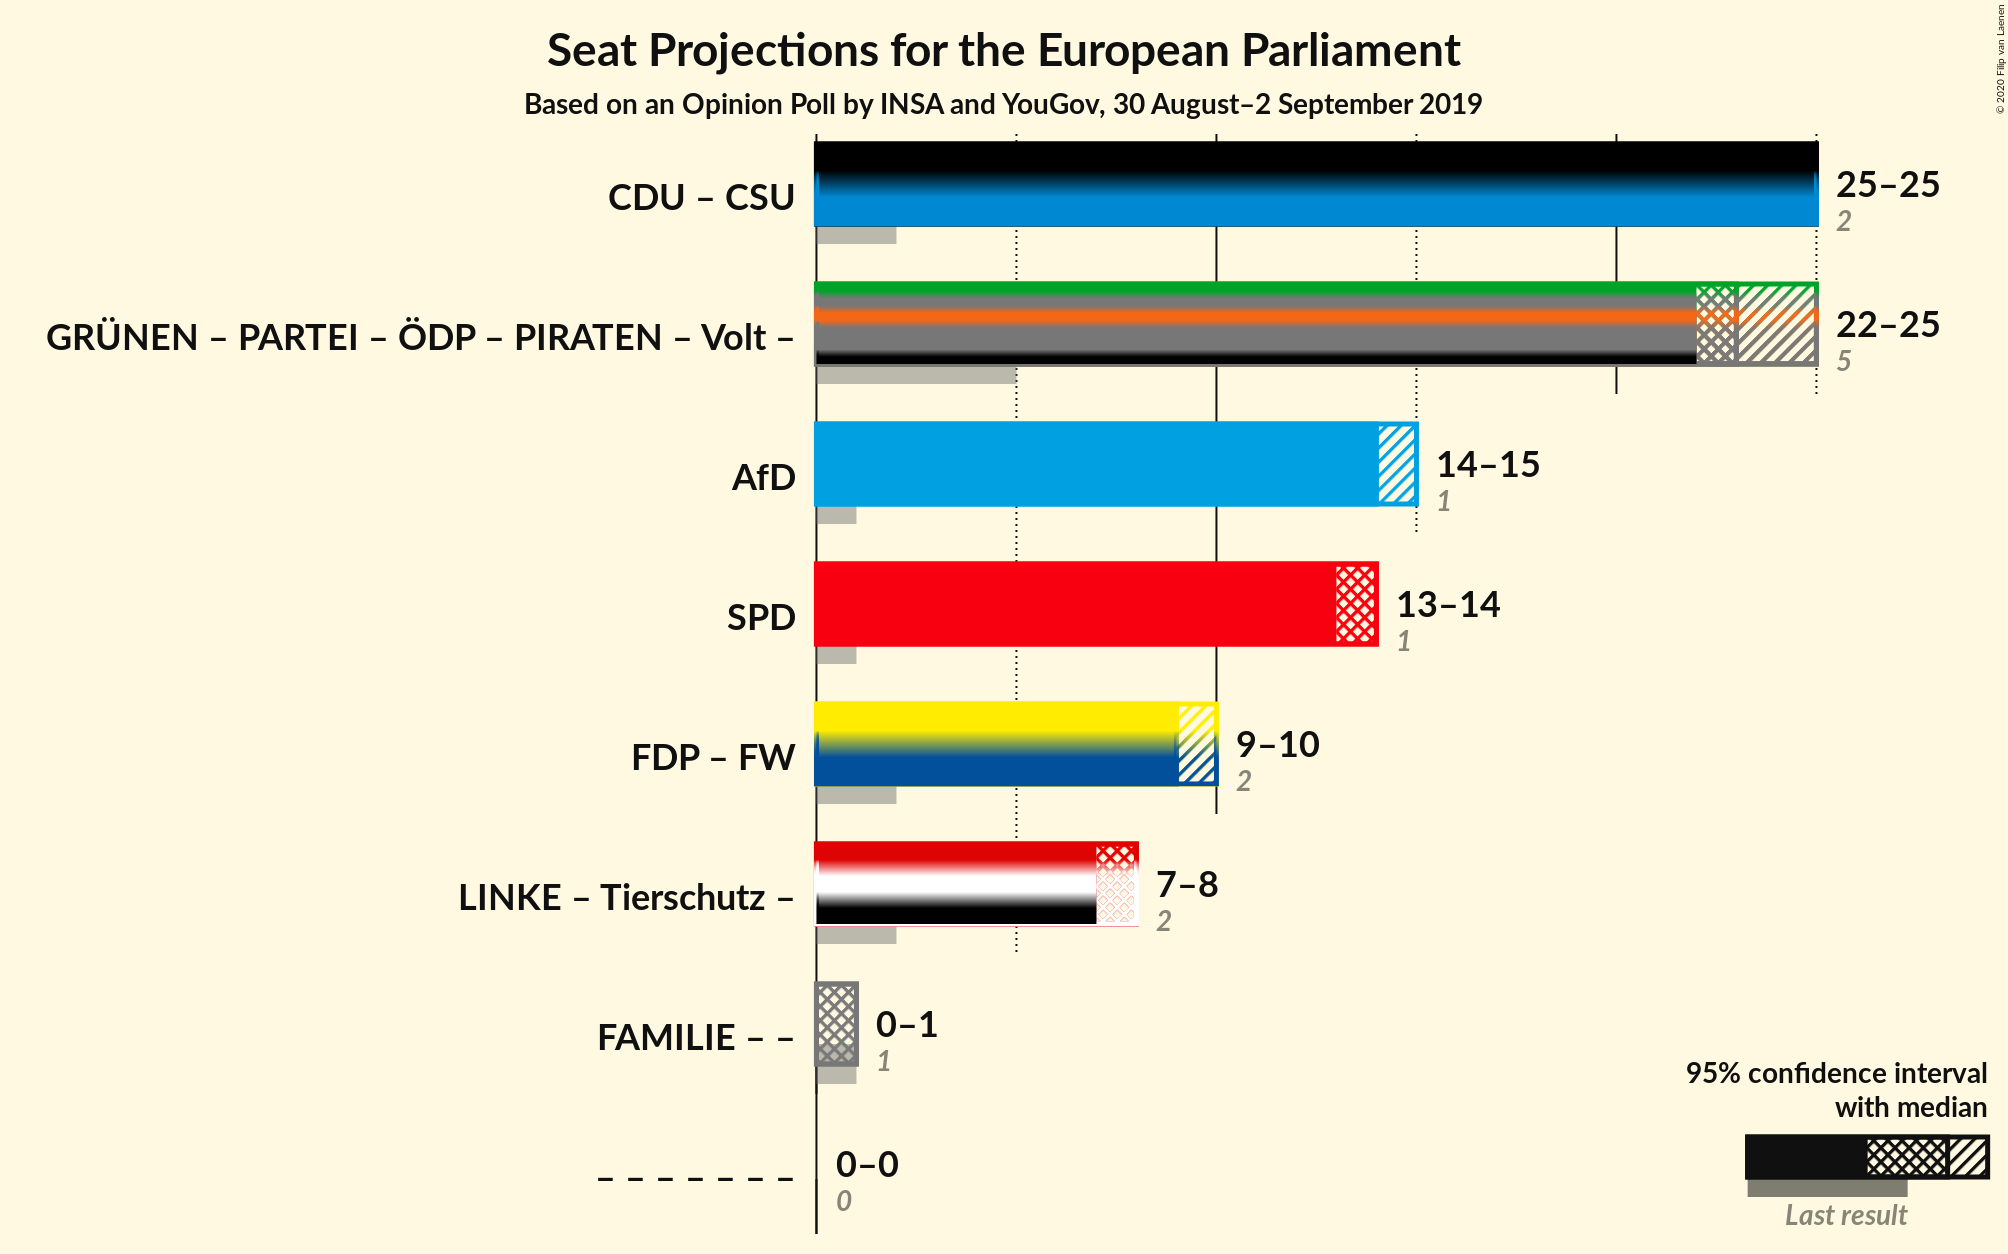 Seat Projections for the European Parliament
Based on an Opinion Poll by INSA and YouGov, 30 August–2 September 2019
© 2020 Filip van Laenen
CDU – CSU
25–25
2
GRÜNEN – PARTEI – ÖDP – PIRATEN – Volt –
22–25
5
AfD
14–15
1
SPD
13–14
1
FDP – FW
9–10
2
LINKE – Tierschutz –
7–8
2
FAMILIE – –
0–1
1
– – – – – – –
0–0
0
95% confidence interval
with median
Last result